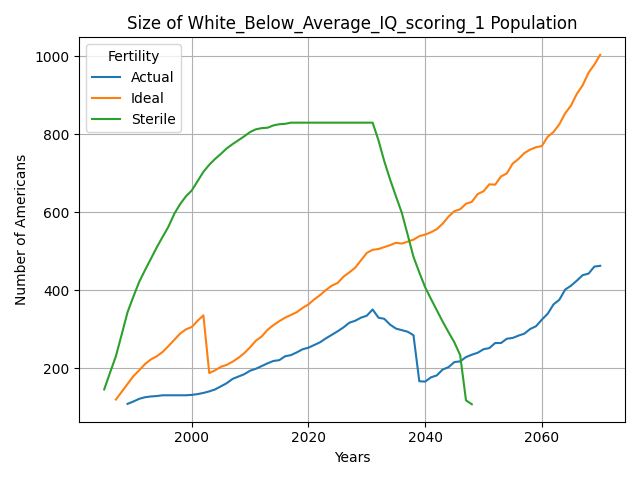 Size of White_Below_Average_IQ_scoring_1 Population
Fertility
Actual
Ideal
Sterile
Number of Americans
1000
800
600
400
200
2000
2020
2040
2060
Years